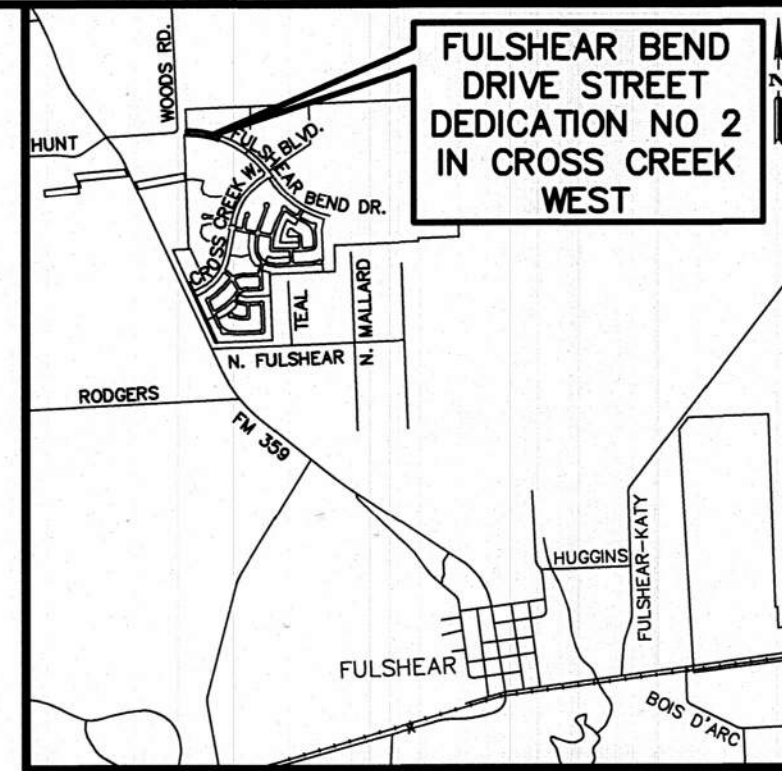 FULSHEAR BEND
DRIVE STREET
DEDICATION NO 2
IN CROSS CREEK
WEST
N
WOODS RD.
HUNT
FULSHEAR BEND DR.
CROSS CREEK W. BLVD.
TEAL
N. MALLARD
N. FULSHEAR
RODGERS
FM 359
HUGGINS
FULSHEAR-KATY
FULSHEAR
BOIS D'ARC